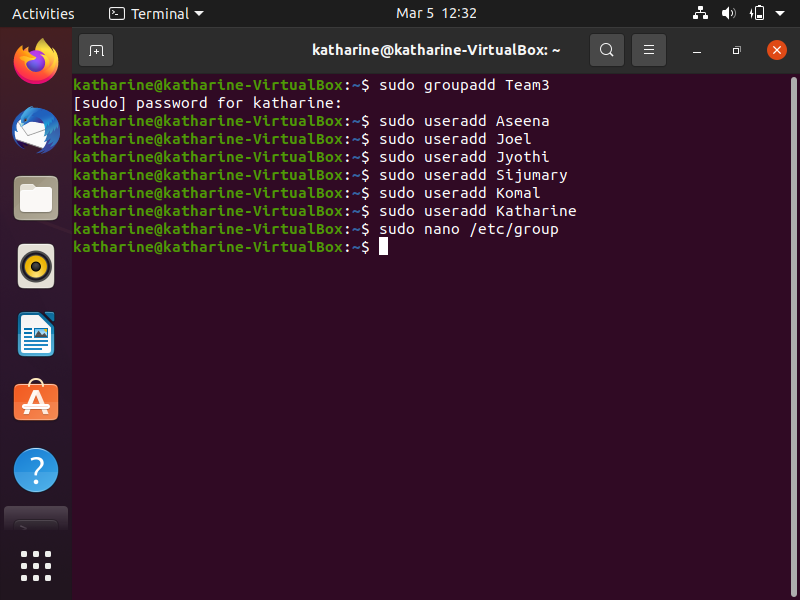 Activities Terminal Mar 5 12:32
katharine@katharine-VirtualBox: ~
katharine@katharine-VirtualBox:~$ sudo groupadd Team3
[sudo] password for katharine:
katharine@katharine-VirtualBox:~$ sudo useradd Aseena
katharine@katharine-VirtualBox:~$ sudo useradd Joel
katharine@katharine-VirtualBox:~$ sudo useradd Jyothi
katharine@katharine-VirtualBox:~$ sudo useradd Sijumary
katharine@katharine-VirtualBox:~$ sudo useradd Komal
katharine@katharine-VirtualBox:~$ sudo useradd Katharine
katharine@katharine-VirtualBox:~$ sudo nano /etc/group
katharine@katharine-VirtualBox:~$